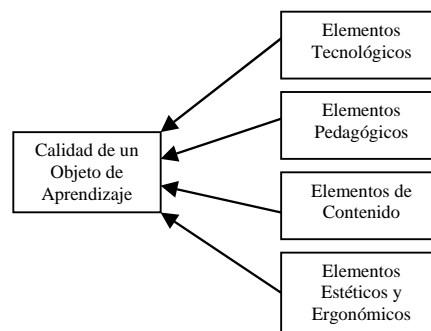 Elementos
Tecnológicos
Elementos
Pedagógicos
Calidad de un
Objeto de
Aprendizaje
Elementos de
Contenido
Elementos
Estéticos y
Ergonómicos